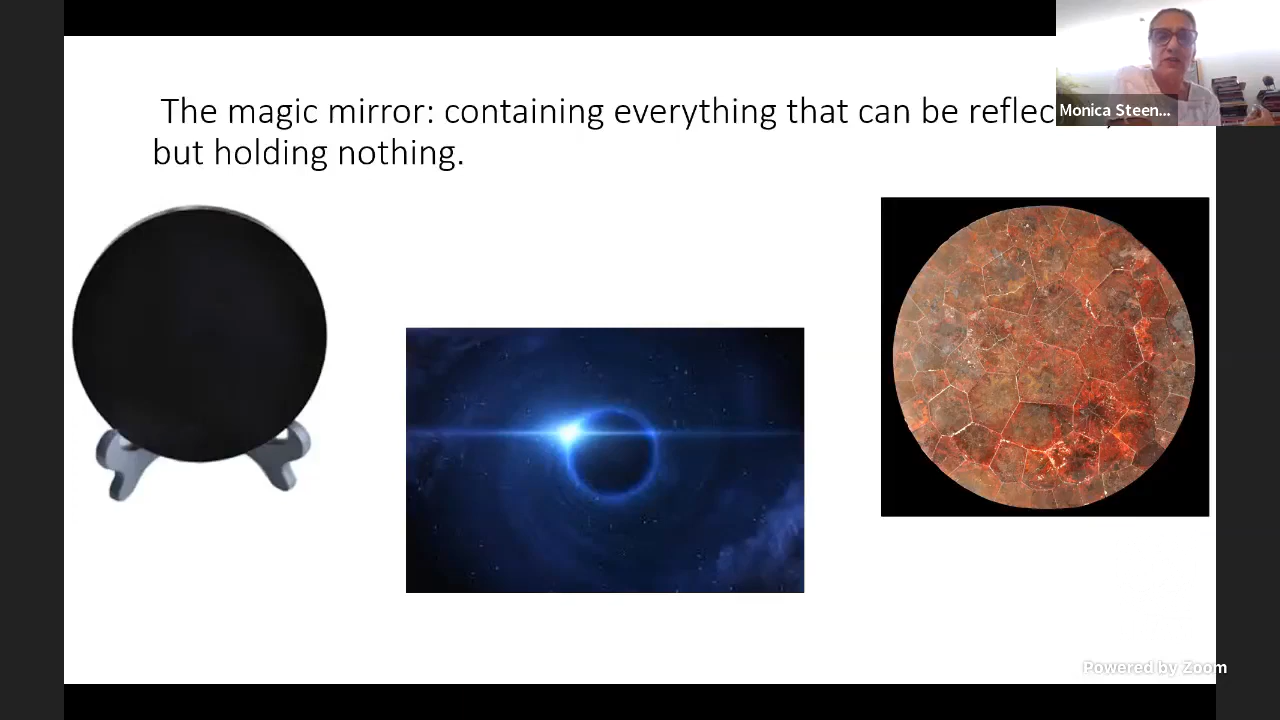 The magic mirror: containing everything that can be reflec
but holding nothing.
Monica Steen...
Powered by Zoom